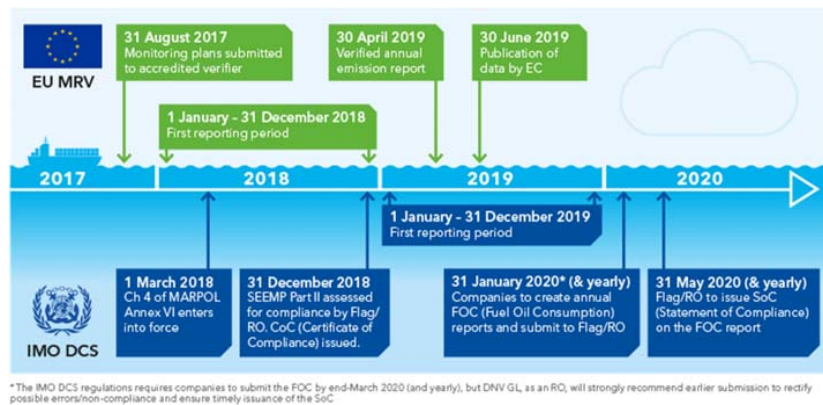 31 August 2017
Monitoring plans submitted
to accredited verifier
30 April 2019
Verified annual
emission report
30 June 2019
Publication of
data by EC
EU MRV
1 January – 31 December 2018
First reporting period
2017
2018
2019
2020
1 January – 31 December 2019
First reporting period
1 March 2018
Ch 4 of MARPOL
Annex VI enters
into force
31 December 2018
SEEMP Part II assessed
for compliance by Flag/
RO. CoC (Certificate of
Compliance) issued.
31 January 2020* (& yearly)
Companies to create annual
FOC (Fuel Oil Consumption)
reports and submit to Flag/RO
31 May 2020 (& yearly)
Flag/RO to issue SoC
(Statement of Compliance)
on the FOC report
IMO DCS
* The IMO DCS regulations requires companies to submit the FOC by end-March 2020 (and yearly), but DNV GL, as an RO, will strongly recommend earlier submission to rectify
possible errors/non-compliance and ensure timely issuance of the SoC